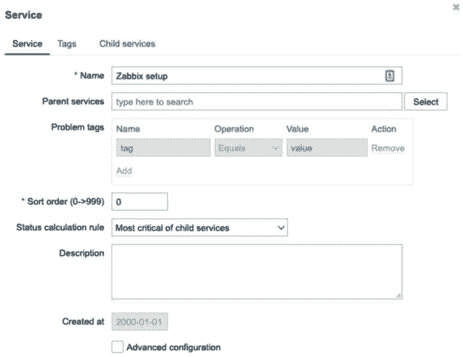 Service
Service Tags Child services
* Name Zabbix setup
Parent services type here to search Select
Problem tags Name Operation Value Action
tag Equals value Remove
Add
* Sort order (0->999) 0
Status calculation rule Most critical of child services
Description
Created at 2000-01-01
Advanced configuration